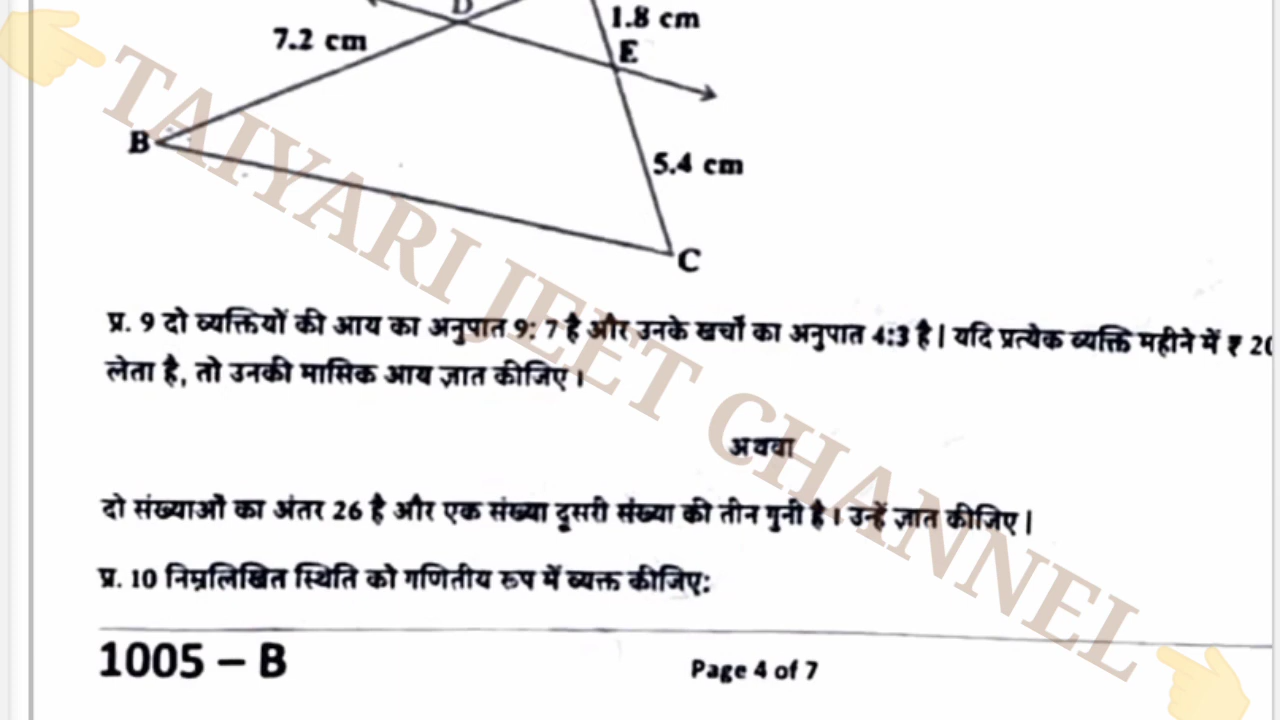 D
1.8 cm
7.2 cm
E
B
5.4 cm
C
प्र. 9 दो व्यक्तियों की आय का अनुपात 9: 7 है और उनके खर्चों का अनुपात 4:3 है। यदि प्रत्येक व्यक्ति महीने में ₹
लेता है, तो उनकी मासिक आय ज्ञात कीजिए।
अथवा
दो संख्याओं का अंतर 26 है और एक संख्या दूसरी संख्या की तीन गुनी है। उन्हें ज्ञात कीजिए|
प्र. 10 निम्नलिखित स्थिति को गणितीय रूप में व्यक्त कीजिए:
1005 – B
Page 4 of 7
TAIYARI JEET CHANNEL